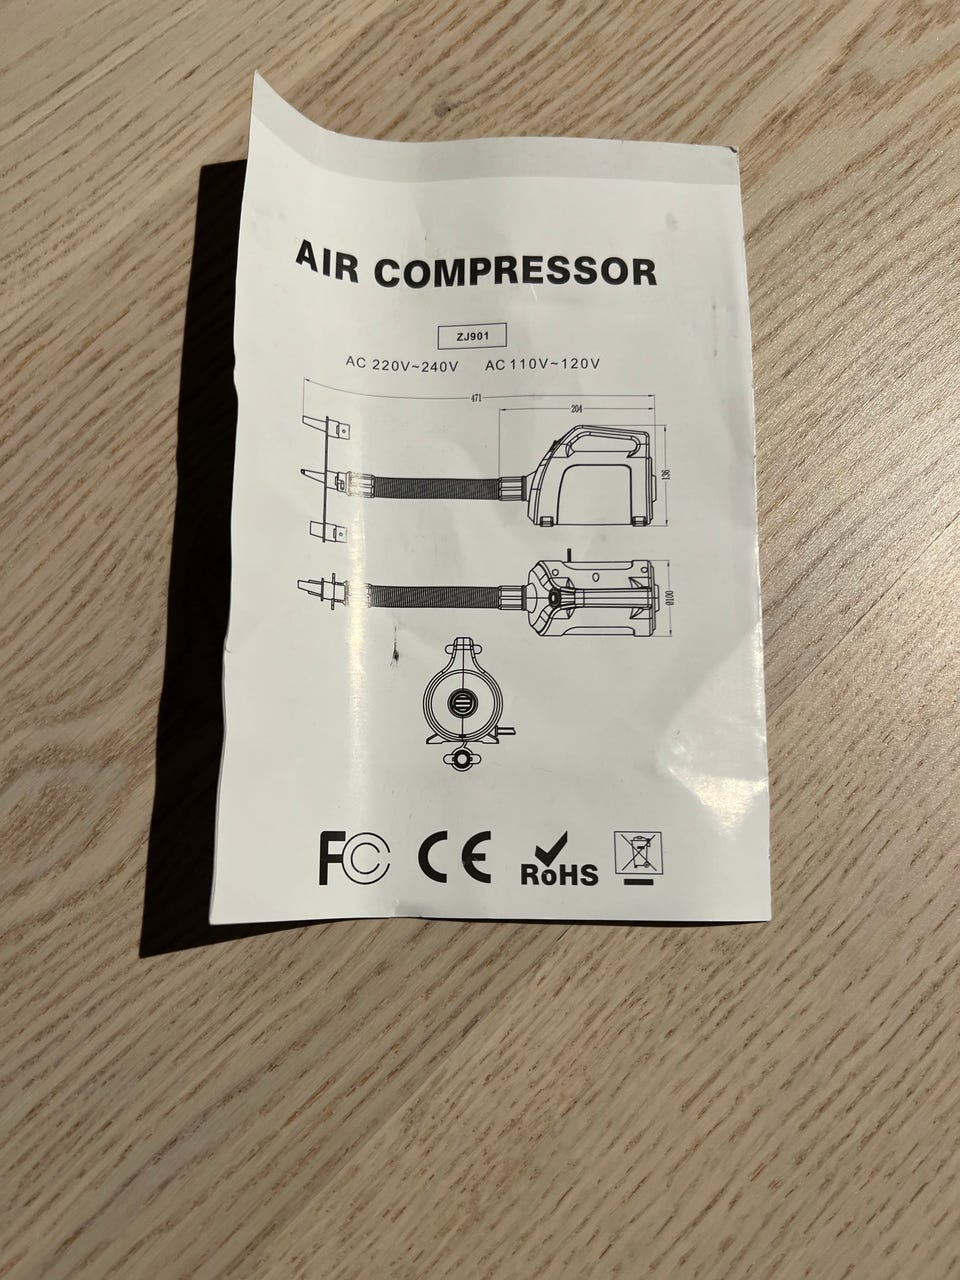 AIR COMPRESSOR
ZJ901
AC 220V~240V AC 110V~120V
471
204
136
Ø100
FC CE RoHS